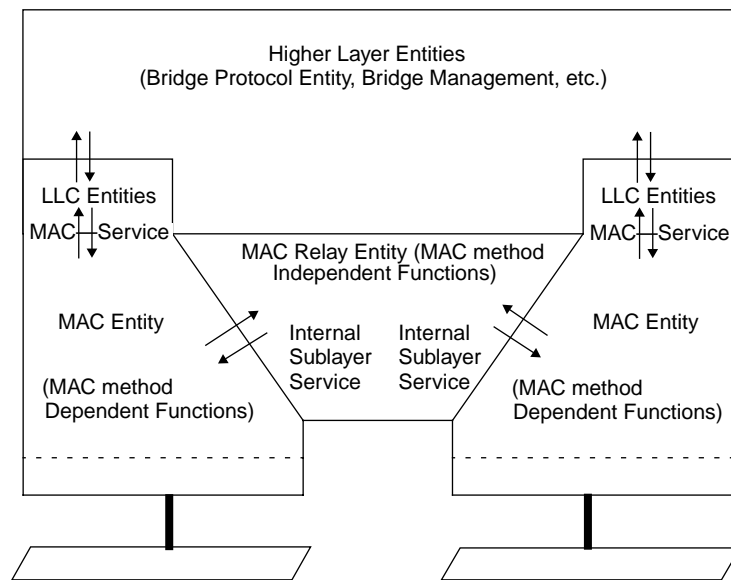 Higher Layer Entities
(Bridge Protocol Entity, Bridge Management, etc.)
LLC Entities
MAC Service
LLC Entities
MAC Service
MAC Relay Entity (MAC method
Independent Functions)
MAC Entity
Internal
Sublayer
Service
Internal
Sublayer
Service
MAC Entity
(MAC method
Dependent Functions)
(MAC method
Dependent Functions)